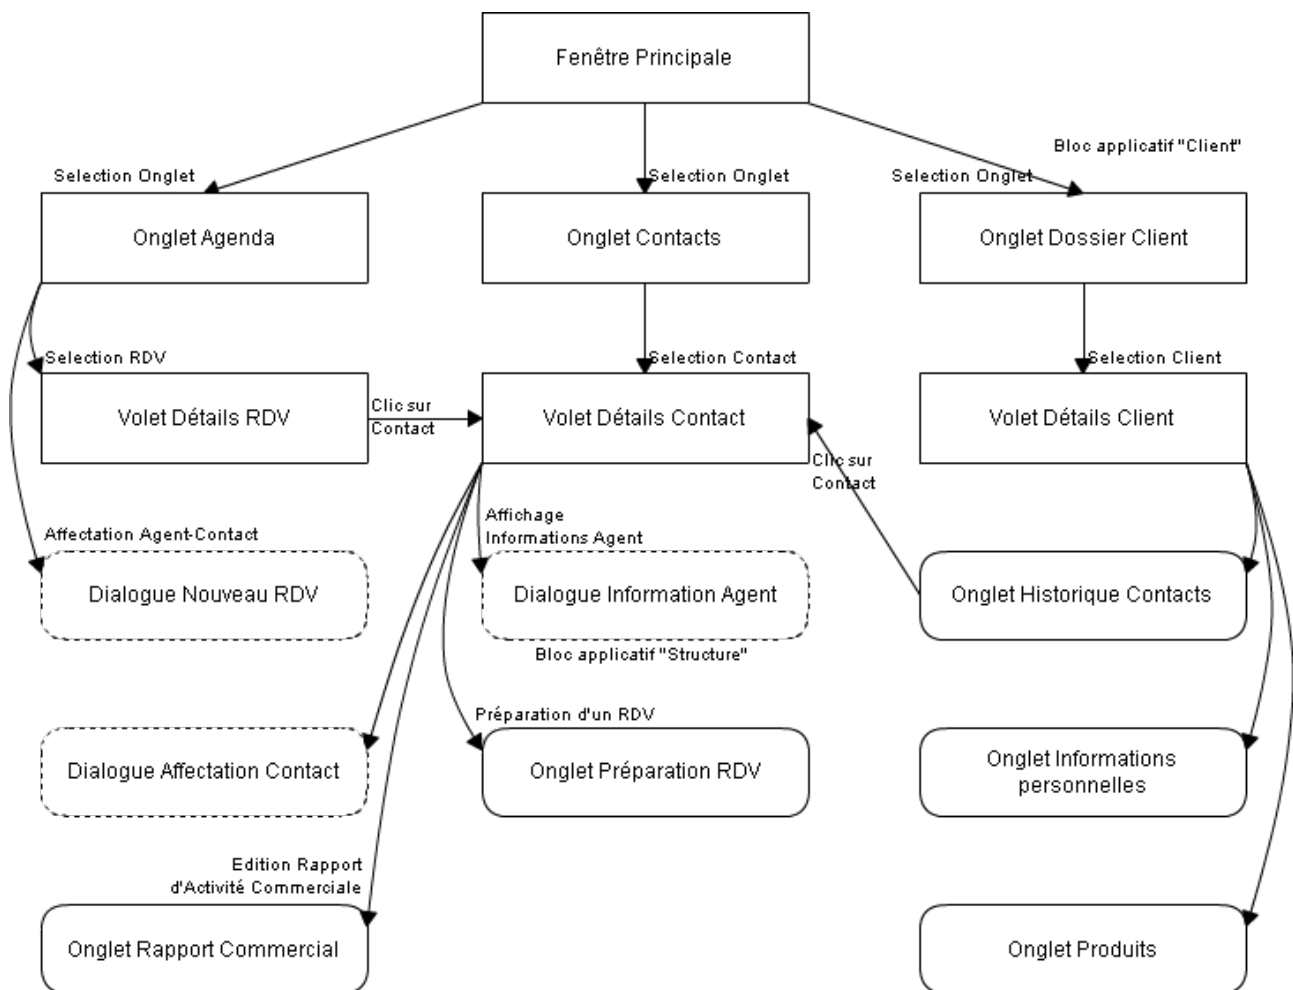 Fenêtre Principale
Bloc applicatif "Client"
Selection Onglet
Selection Onglet
Selection Onglet
Onglet Agenda
Onglet Contacts
Onglet Dossier Client
Selection RDV
Selection Contact
Selection Client
Volet Détails RDV
Clic sur
Contact
Volet Détails Contact
Volet Détails Client
Clic sur
Contact
Affectation Agent-Contact
Affichage
Informations Agent
Dialogue Nouveau RDV
Dialogue Information Agent
Onglet Historique Contacts
Bloc applicatif "Structure"
Préparation d'un RDV
Dialogue Affectation Contact
Onglet Préparation RDV
Onglet Informations
personnelles
Edition Rapport
d'Activité Commerciale
Onglet Rapport Commercial
Onglet Produits